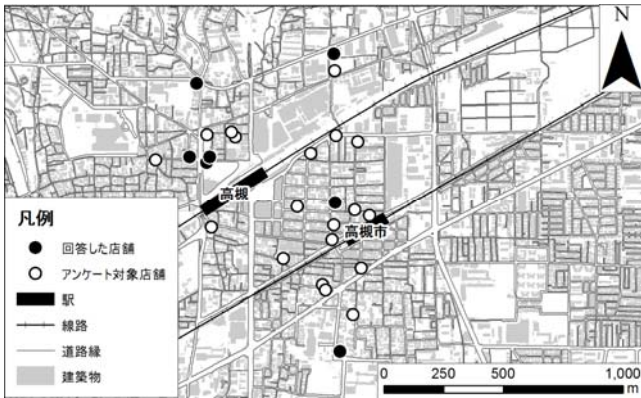 N
高槻
高槻市
凡例
回答した店舗
アンケート対象店舗
駅
線路
道路縁
建築物
0 250 500 1,000
m